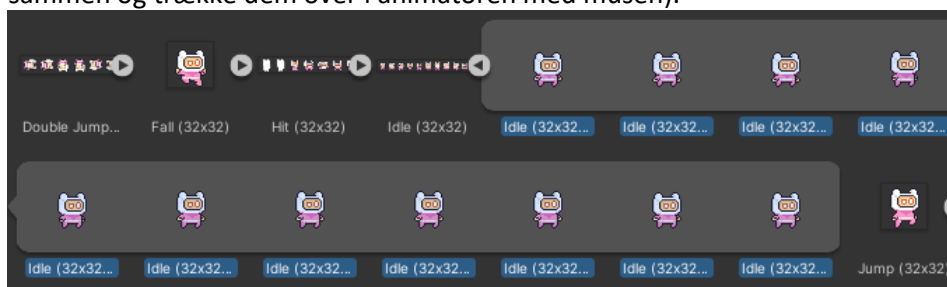 sammen og trække dem over i animatoren med musen).
Double Jump... Fall (32x32) Hit (32x32) Idle (32x32) Idle (32x32... Idle (32x32... Idle (32x32... Idle (32x32...
Idle (32x32... Idle (32x32... Idle (32x32... Idle (32x32... Idle (32x32... Idle (32x32... Idle (32x32... Jump (32x32)